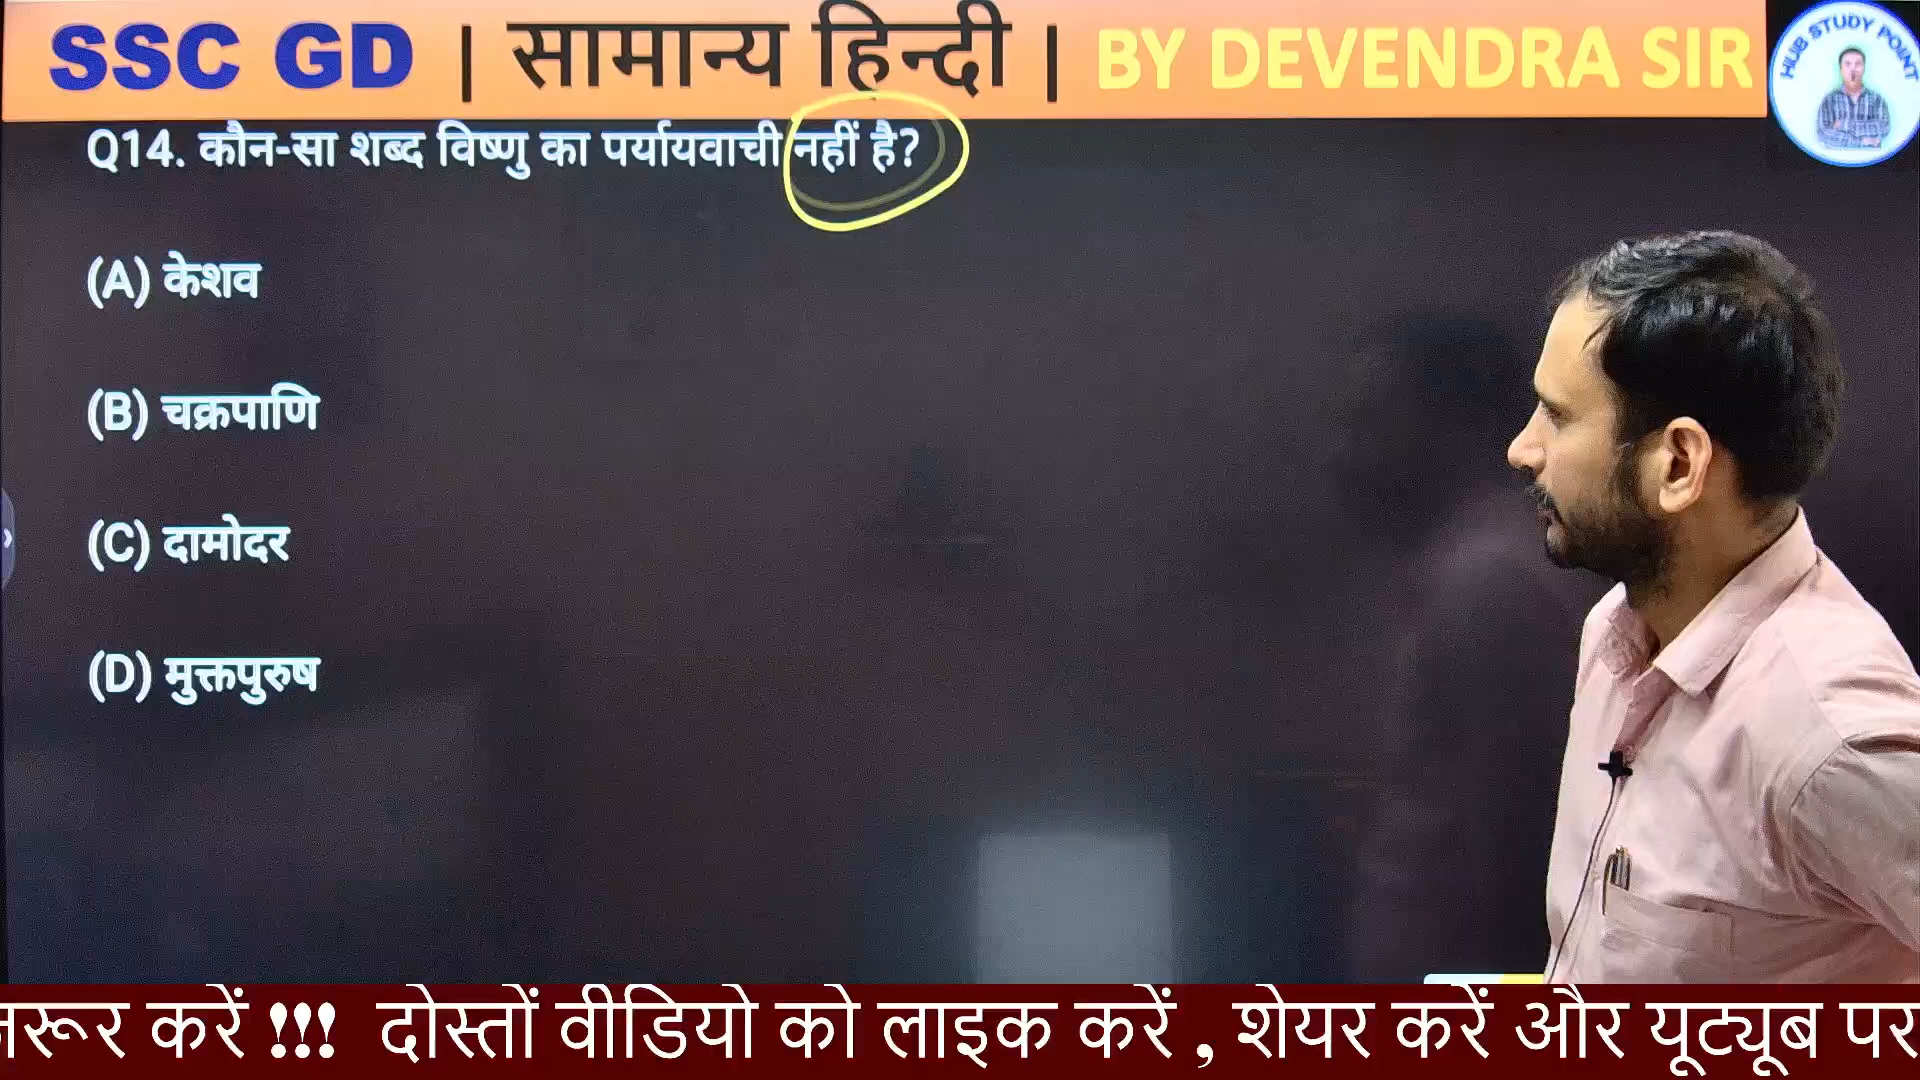 SSC GD | सामान्य हिन्दी | BY DEVENDRA SIR
HUB STUDY POINT
Q14. कौन-सा शब्द विष्णु का पर्यायवाची नहीं है?
(A) केशव
(B) चक्रपाणि
(C) दामोदर
(D) मुक्तपुरुष
करें !!! दोस्तों वीडियो को लाइक करें , शेयर करें और यूट्यूब पर